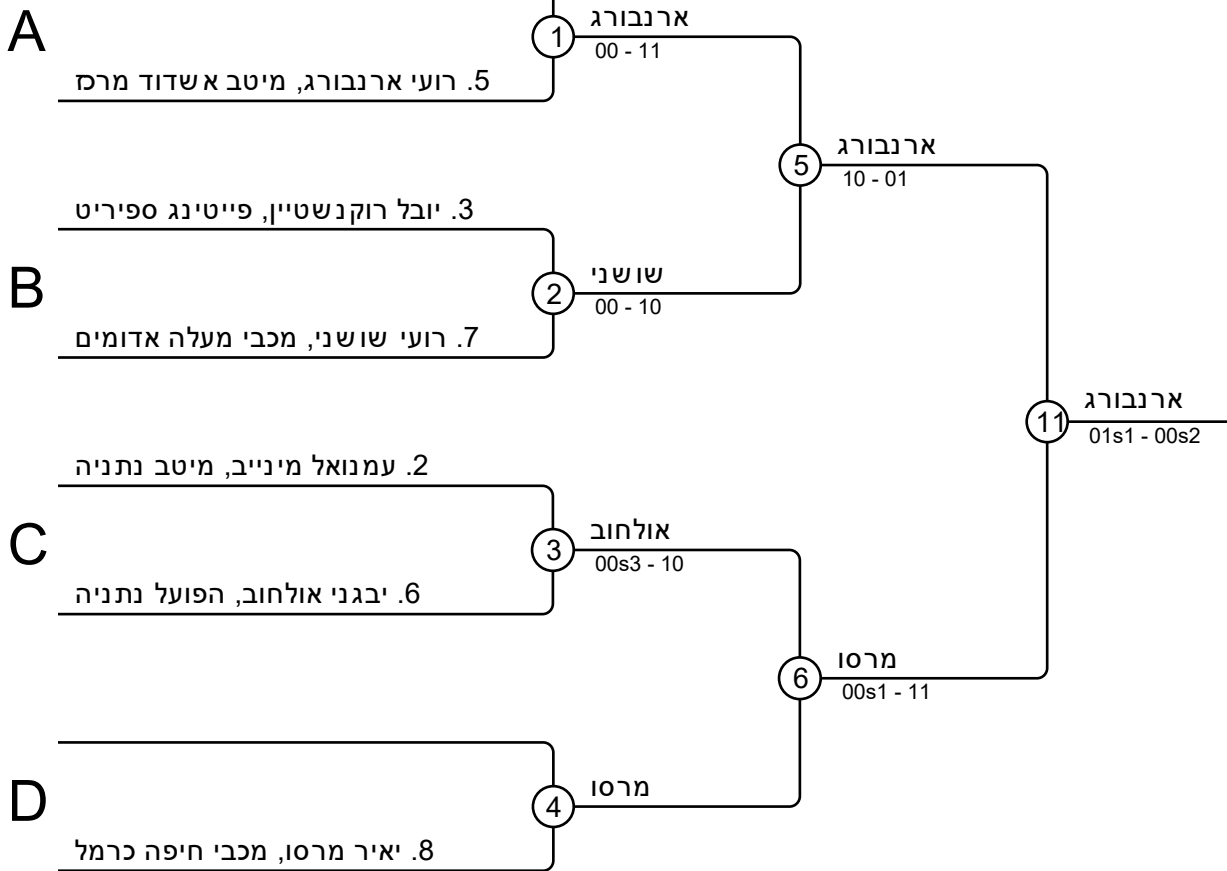 A
1
ארנבורג
00 - 11
5. רועי ארנבורג, מיטב אשדוד מרכז
5
ארנבורג
10 - 01
3. יובל רוקנשטיין, פייטינג ספיריט
B
2
שושני
00 - 10
7. רועי שושני, מכבי מעלה אדומים
11
ארנבורג
01s1 - 00s2
2. עמנואל מינייב, מיטב נתניה
C
3
אולחוב
00s3 - 10
6. יבגני אולחוב, הפועל נתניה
6
מרסו
00s1 - 11
D
4
מרסו
8. יאיר מרסו, מכבי חיפה כרמל